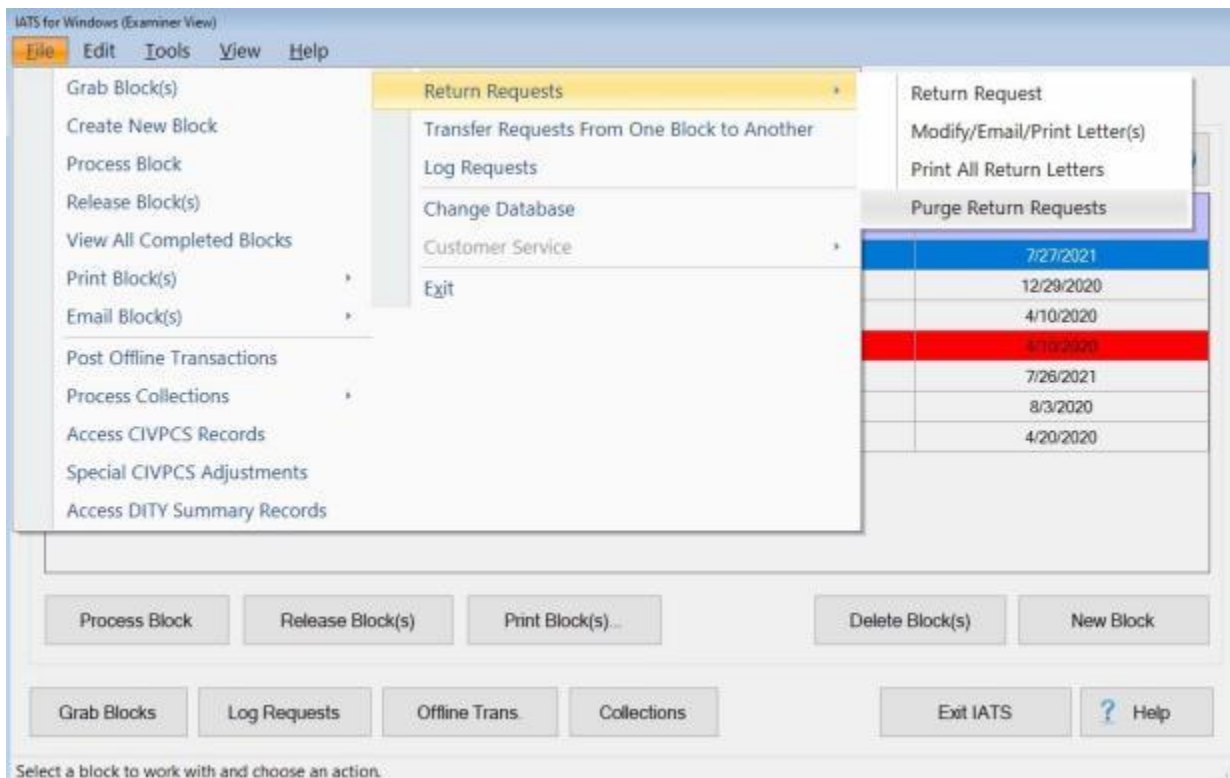 IATS for Windows (Examiner View)
File Edit Tools View Help
Grab Block(s)
Create New Block
Process Block
Release Block(s)
View All Completed Blocks
Print Block(s)
Email Block(s)
Post Offline Transactions
Process Collections
Access CIVPCS Records
Special CIVPCS Adjustments
Access DITY Summary Records
Return Requests
Transfer Requests From One Block to Another
Log Requests
Change Database
Customer Service
Exit
Return Request
Modify/Email/Print Letter(s)
Print All Return Letters
Purge Return Requests
7/27/2021
12/29/2020
4/10/2020
4/10/2020
7/26/2021
8/3/2020
4/20/2020
Process Block Release Block(s) Print Block(s)... Delete Block(s) New Block
Grab Blocks Log Requests Offline Trans. Collections Exit IATS ? Help
Select a block to work with and choose an action.